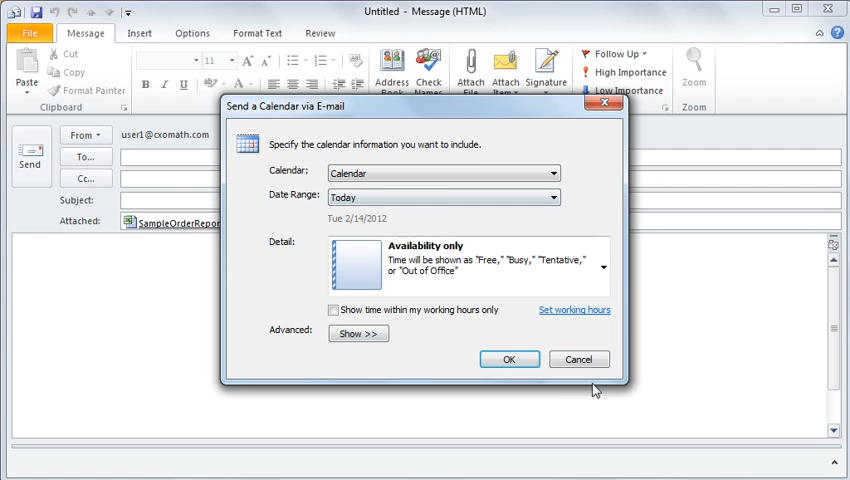 Untitled - Message (HTML)
File Message Insert Options Format Text Review
Paste
Cut
Copy
Format Painter
Clipboard
11
B I U
Address
Book
Check
Names
Attach
File
Attach
Item
Signature
Follow Up
High Importance
Low Importance
Zoom
Zoom
Send
From
user1@cxomath.com
To...
Cc...
Subject:
Attached:
SampleOrderRepor
Send a Calendar via E-mail
Specify the calendar information you want to include.
Calendar: Calendar
Date Range: Today
Tue 2/14/2012
Detail: Availability only
Time will be shown as "Free," "Busy," "Tentative,"
or "Out of Office"
Show time within my working hours only Set working hours
Advanced: Show >>
OK Cancel